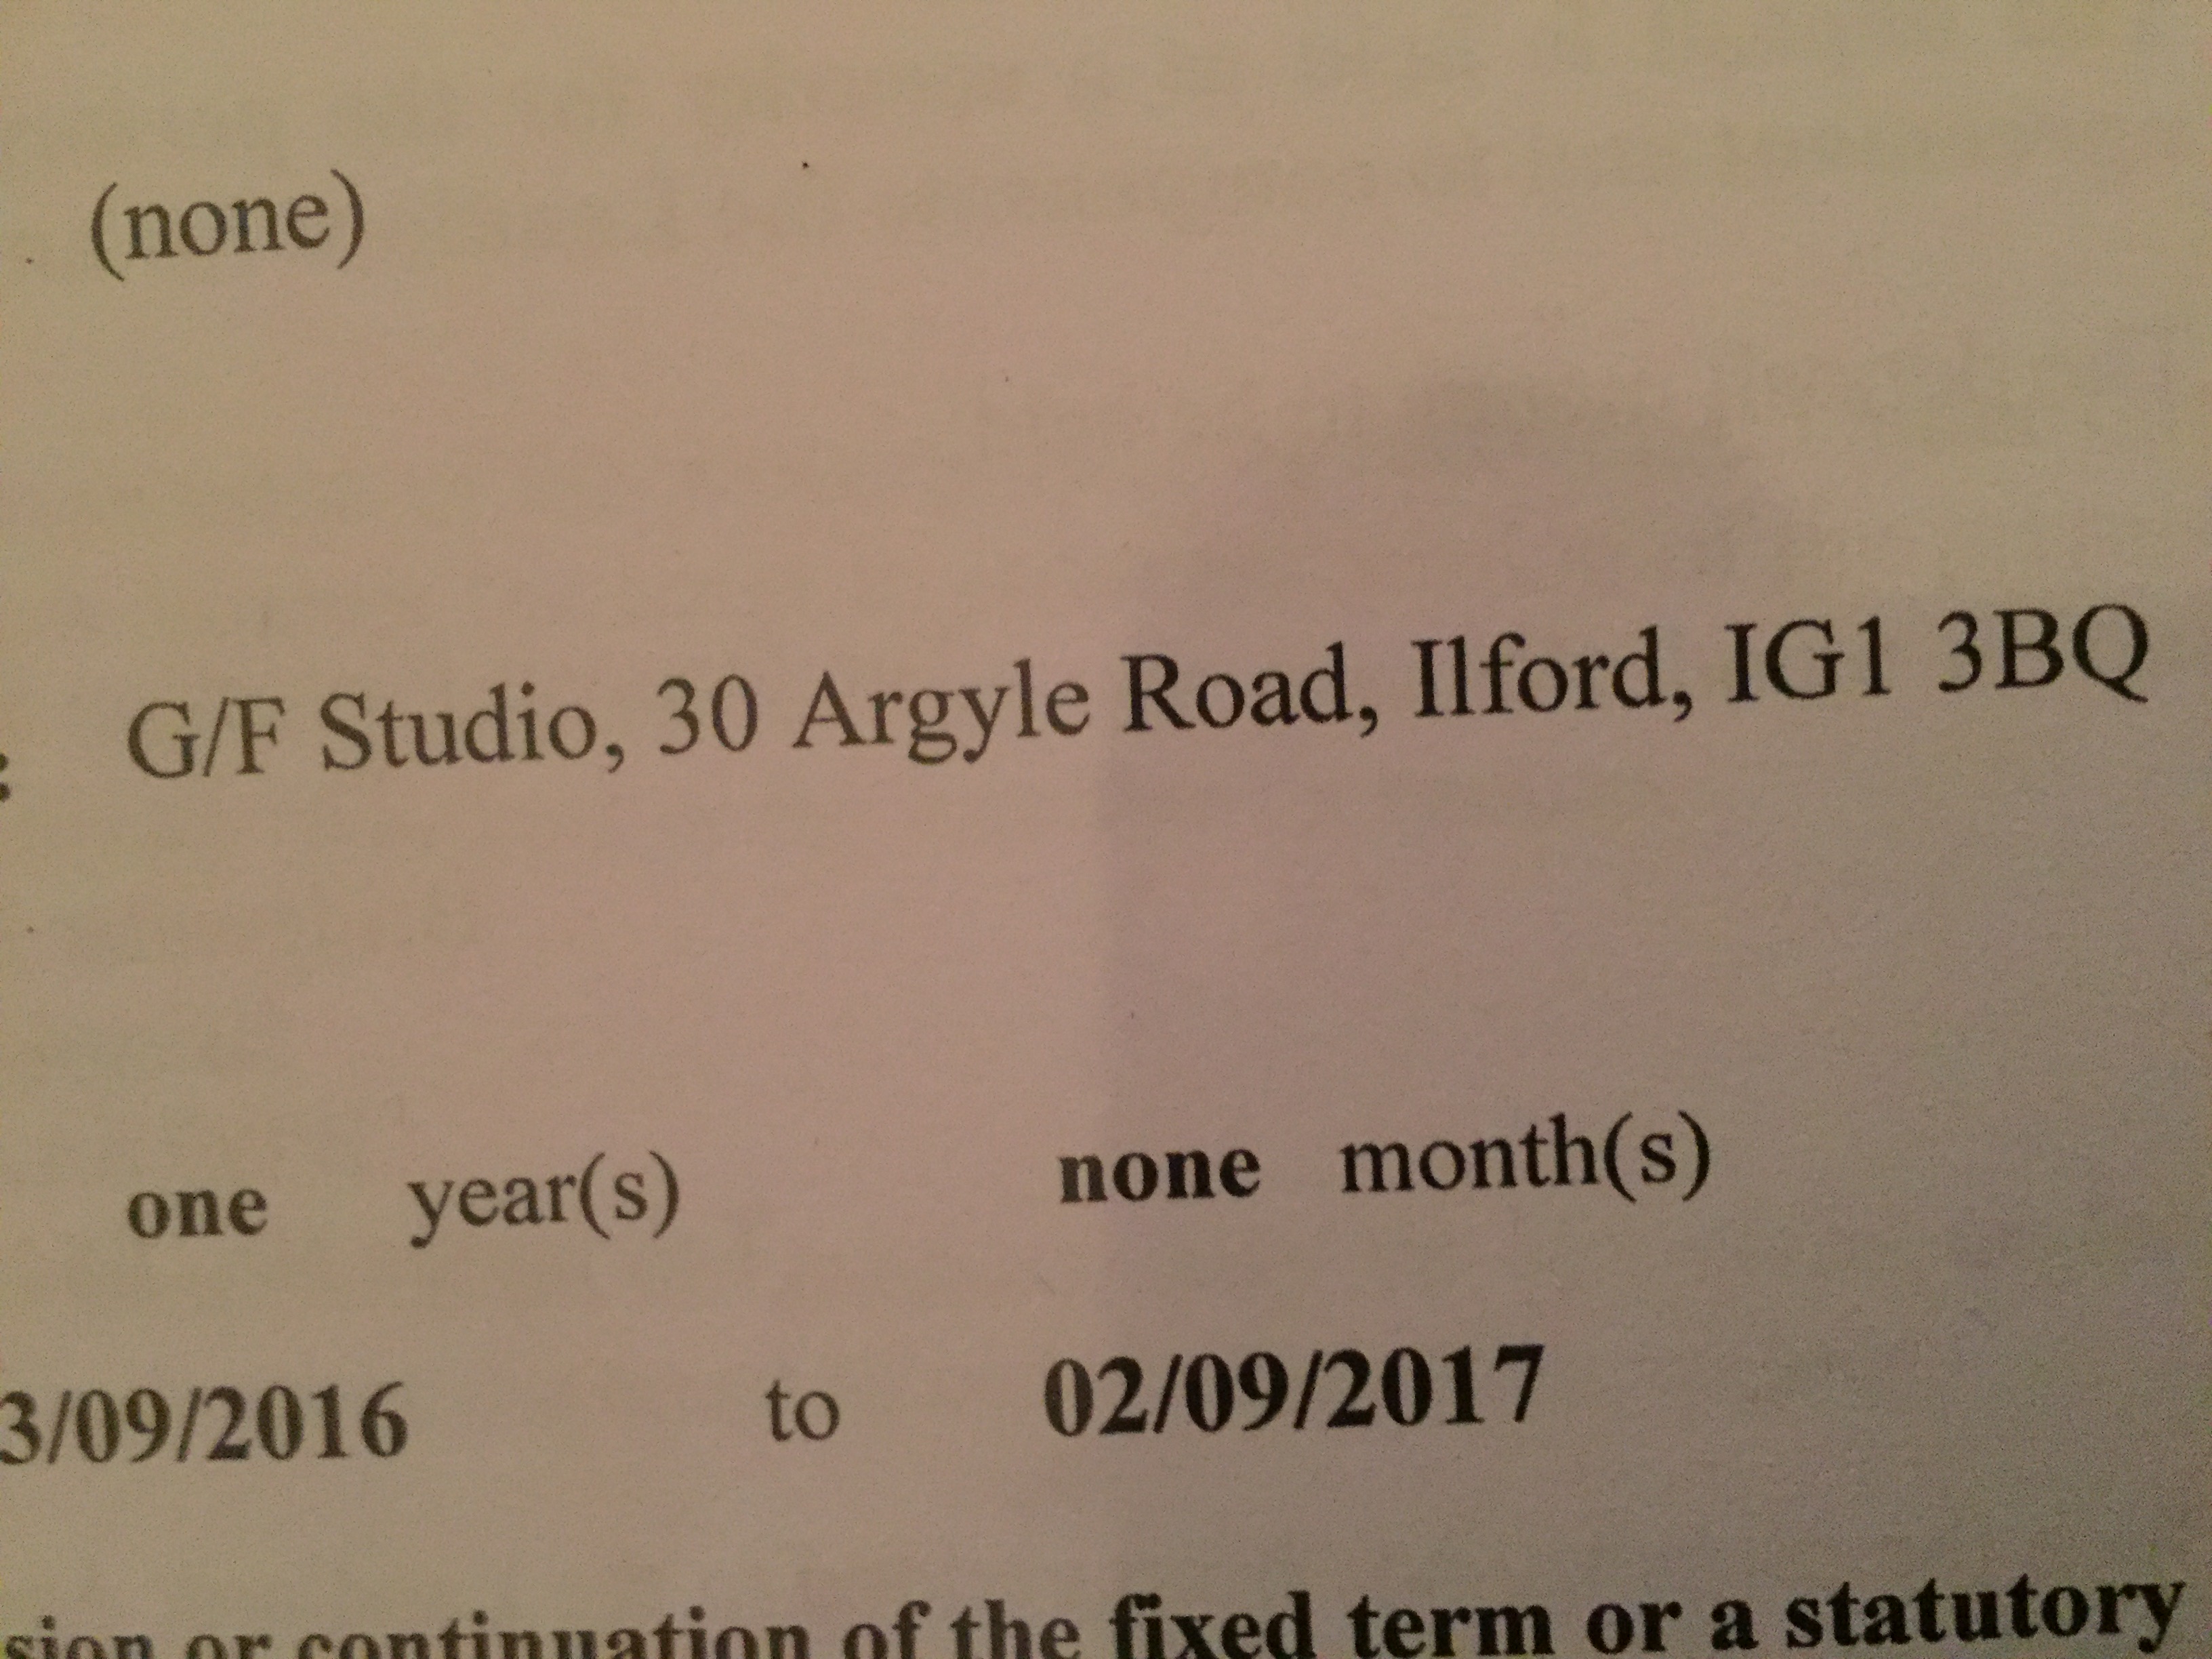 (none)
: G/F Studio, 30 Argyle Road, Ilford, IG1 3BQ
one year(s) none month(s)
3/09/2016 to 02/09/2017
sion or continuation of the fixed term or a statutory